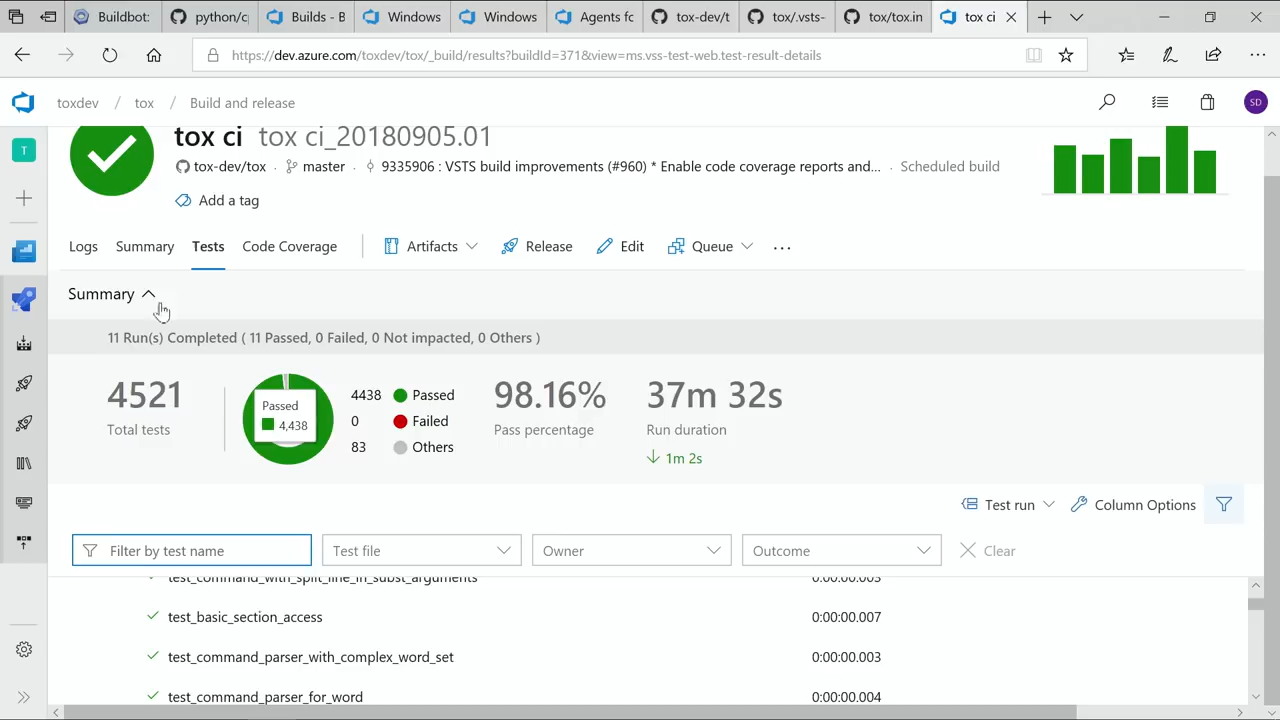 Buildbot:
python/c
Builds - B
Windows
Windows
Agents fo
tox-dev/t
tox/.vsts-
tox/tox.in
tox ci
https://dev.azure.com/toxdev/tox/_build/results?buildId=371&view=ms.vss-test-web.test-result-details
toxdev / tox / Build and release
SD
T
tox ci tox ci_20180905.01
tox-dev/tox · master · 9335906 : VSTS build improvements (#960) * Enable code coverage reports and... · Scheduled build
Add a tag
Logs Summary Tests Code Coverage Artifacts Release Edit Queue ...
Summary
11 Run(s) Completed ( 11 Passed, 0 Failed, 0 Not impacted, 0 Others )
4521
Total tests
Passed
4,438
4438 Passed
0 Failed
83 Others
98.16%
Pass percentage
37m 32s
Run duration
1m 2s
Test run Column Options
Filter by test name Test file Owner Outcome Clear
test_command_with_split_line_in_subst_arguments 0:00:00.003
test_basic_section_access 0:00:00.007
test_command_parser_with_complex_word_set 0:00:00.003
test_command_parser_for_word 0:00:00.004